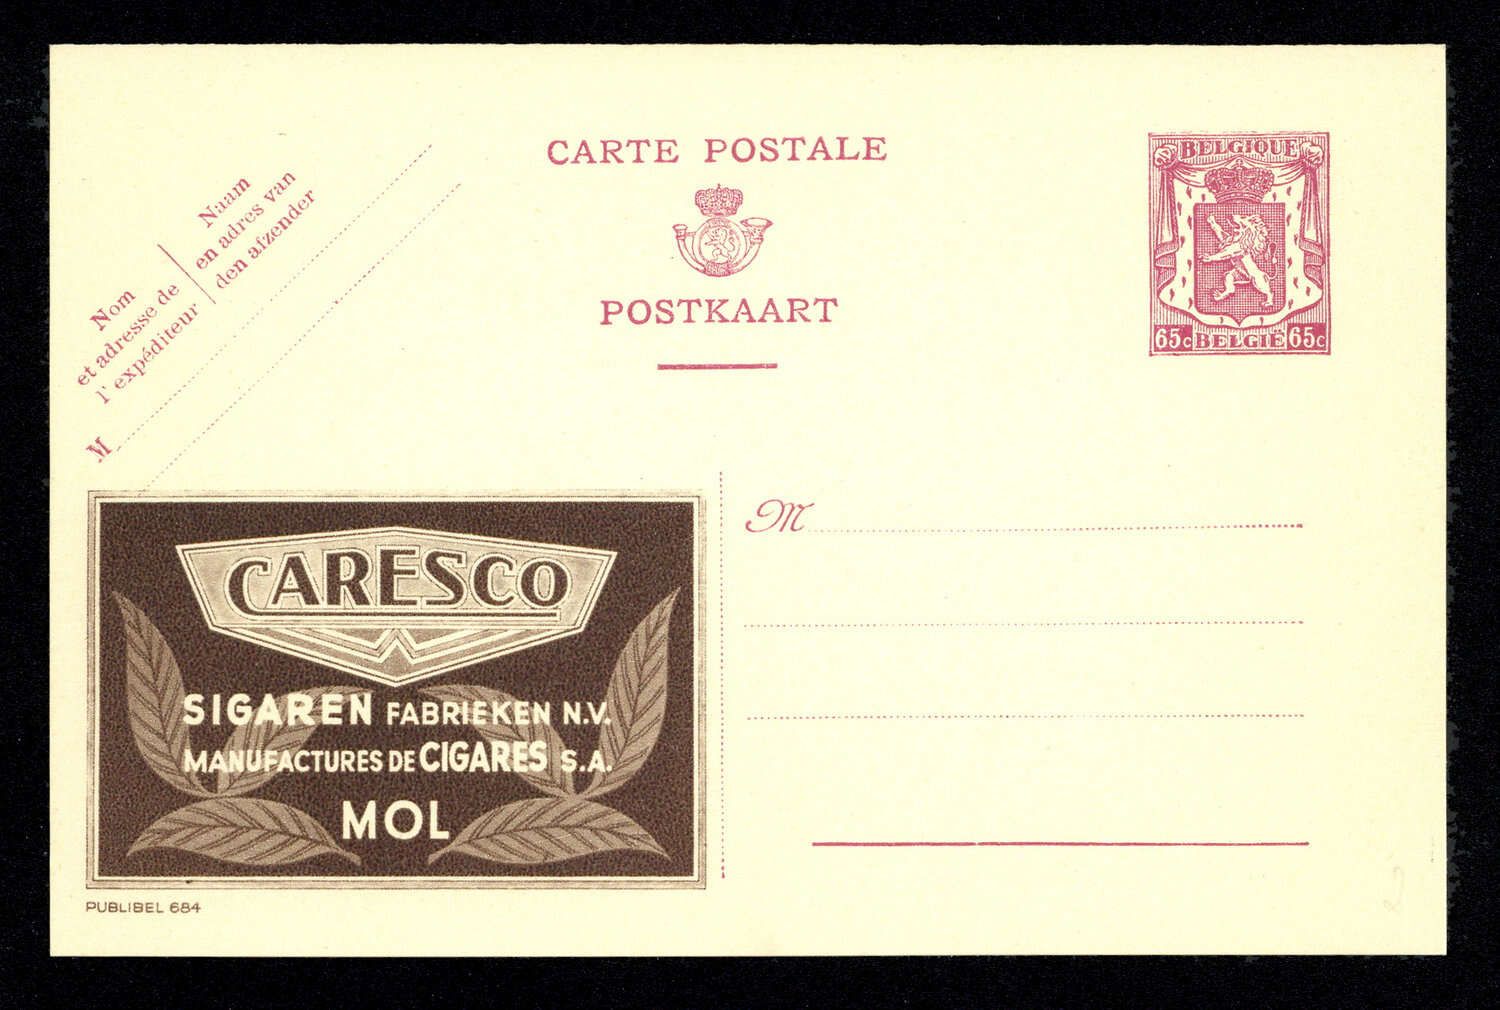 CARTE POSTALE
POSTKAART
BELGIQUE
65c BELGIË 65c
Nom
et adresse de
l'expéditeur
Naam
en adres van
den afzender
M
M
CARESCO
SIGAREN FABRIEKEN N.V.
MANUFACTURES DE CIGARES S.A.
MOL
PUBLIBEL 684